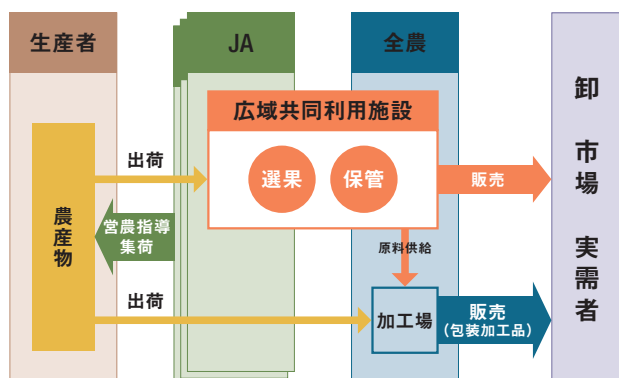 生産者
JA
全農
卸 市場 実需者
広域共同利用施設
選果
保管
出荷
販売
農産物
営農指導
集荷
原料供給
出荷
加工場
販売
(包装加工品)